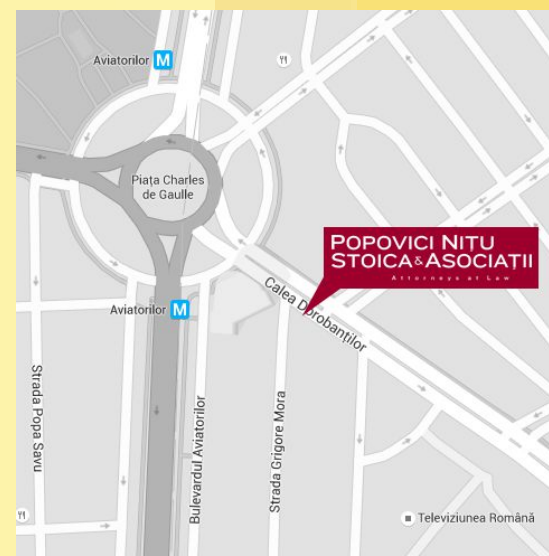 Aviatorilor M
Piața Charles
de Gaulle
POPOVICI NIȚU
STOICA & ASOCIAȚII
Attorneys at Law
Calea Dorobanților
Aviatorilor M
Strada Popa Savu
Bulevardul Aviatorilor
Strada Grigore Mora
Televiziunea Română